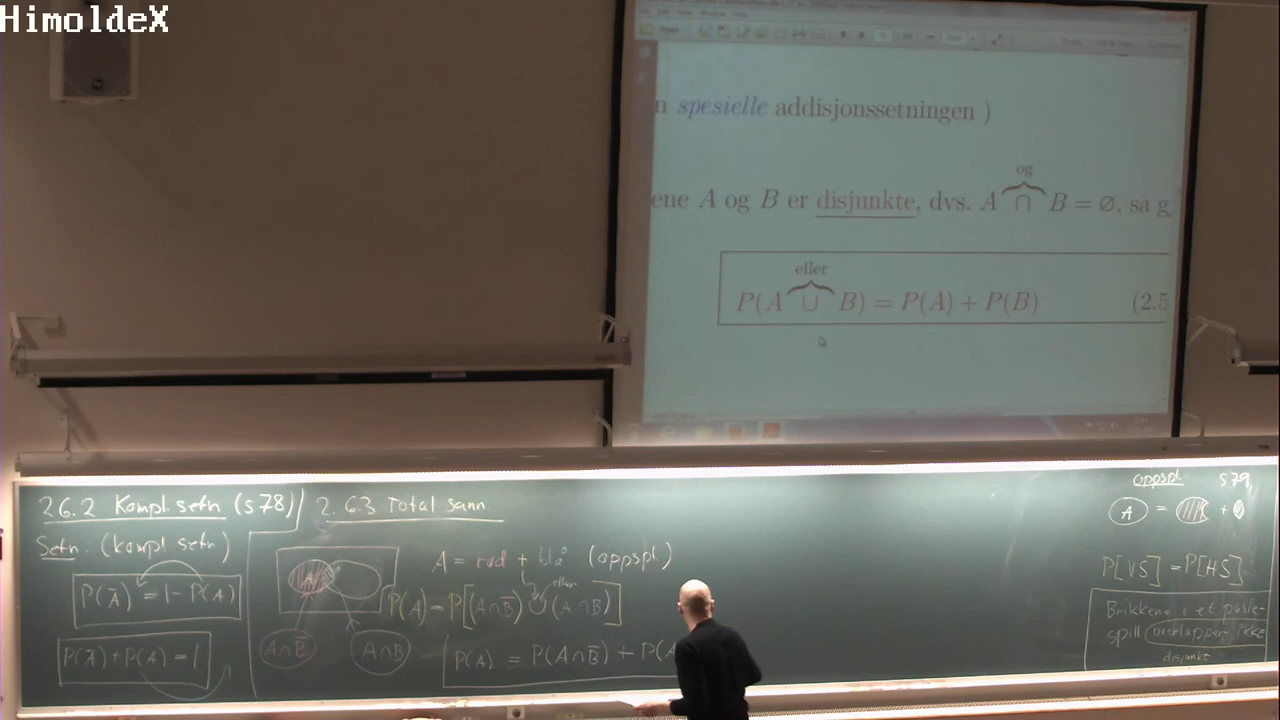 HimoldeX
n spesielle addisjonssetningen )
og
ene A og B er disjunkte, dvs. A ∩ B = ∅, så g
eller
P(A ∪ B) = P(A) + P(B) (2.5
2.6.2 Kompl. setn (s 78)
Setn. (kompl setn)
P(Ā) = 1 - P(A)
P(Ā) + P(A) = 1
2.6.3 Total sann.
A = rød + blå (oppspl)
eller
P(A) = P[(A∩B̄) ∪ (A∩B)]
P(A) = P(A∩B̄) + P(A
A
A∩B̄
A∩B
oppspl. s79
A = +
P[VS] = P[HS]
Brikkene i et pusle-
spill overlapper ikke
disjunkt